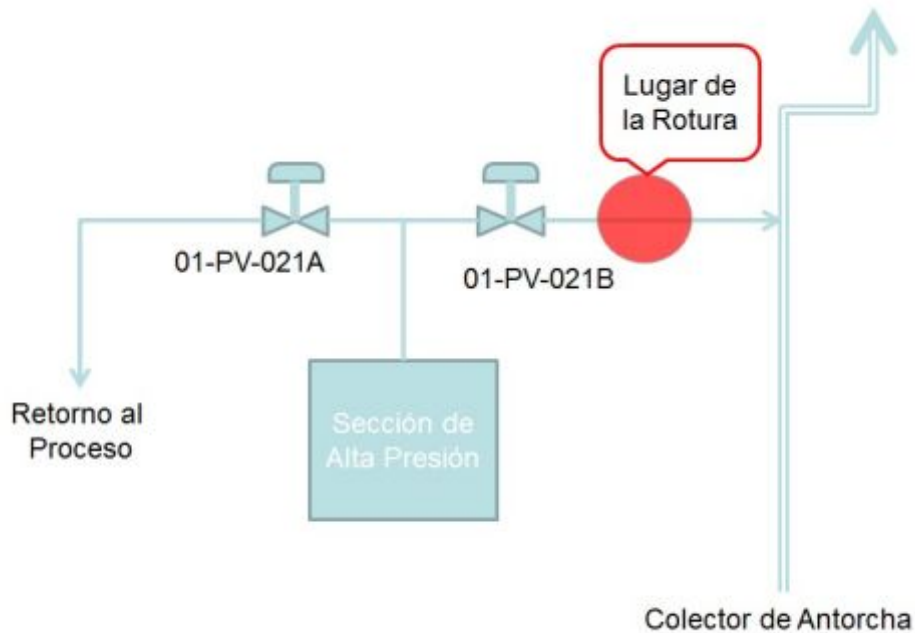 Lugar de
la Rotura
01-PV-021A
01-PV-021B
Retorno al
Proceso
Sección de
Alta Presión
Colector de Antorcha